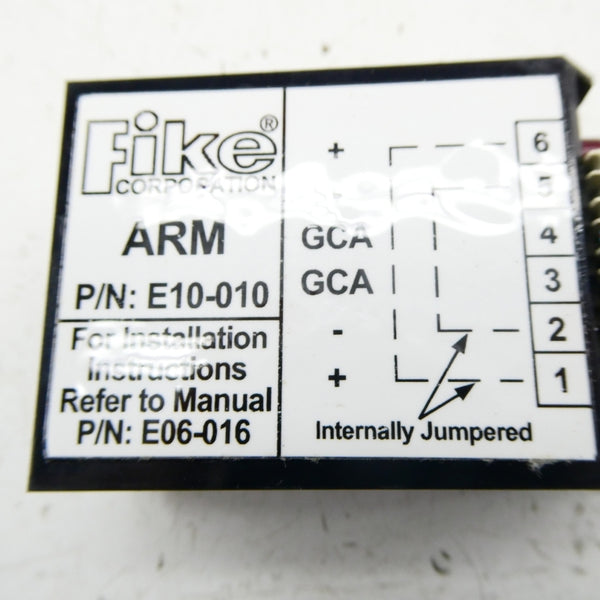 Fike®
CORPORATION
ARM
P/N: E10-010
For Installation
Instructions
Refer to Manual
P/N: E06-016
+ 6
- 5
GCA 4
GCA 3
- 2
+ 1
Internally Jumpered